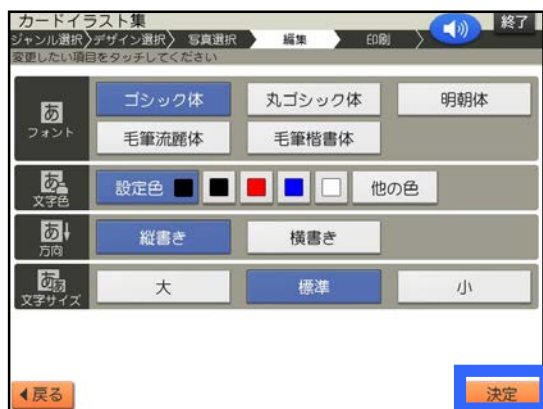 カードイラスト集
終了
ジャンル選択〉デザイン選択〉 写真選択 編集 印刷
変更したい項目をタッチしてください
あ
フォント
ゴシック体 丸ゴシック体 明朝体
毛筆流麗体 毛筆楷書体
あ
文字色
設定色 他の色
あ
方向
縦書き 横書き
ああ
文字サイズ
大 標準 小
戻る 決定